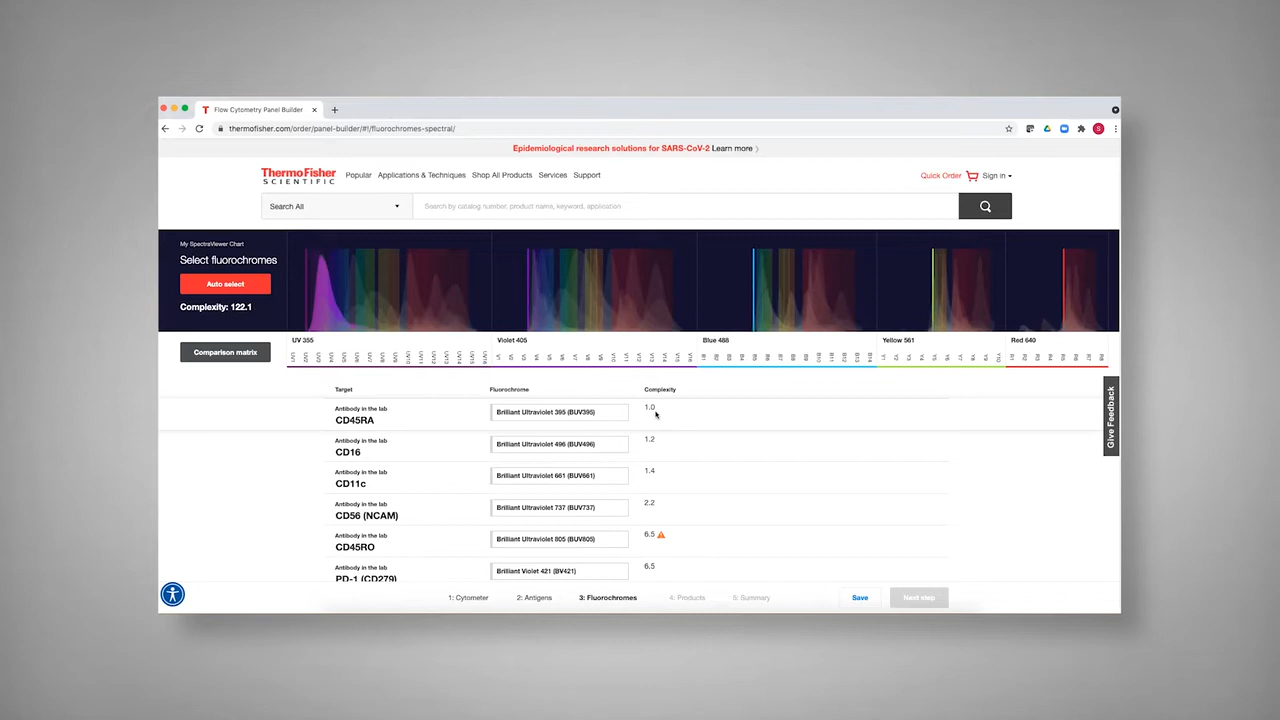 Flow Cytometry Panel Builder
thermofisher.com/order/panel-builder/#!/fluorochromes-spectral/
S
Epidemiological research solutions for SARS-CoV-2 Learn more
ThermoFisher
SCIENTIFIC
Popular Applications & Techniques Shop All Products Services Support
Quick Order Sign in
Search All
Search by catalog number, product name, keyword, application
My SpectraViewer Chart
Select fluorochromes
Auto select
Complexity: 122.1
Comparison matrix
UV 355 Violet 405 Blue 488 Yellow 561 Red 640
Target Fluorochrome Complexity
Antibody in the lab
CD45RA Brilliant Ultraviolet 395 (BUV395) 1.0
Antibody in the lab
CD16 Brilliant Ultraviolet 496 (BUV496) 1.2
Antibody in the lab
CD11c Brilliant Ultraviolet 661 (BUV661) 1.4
Antibody in the lab
CD56 (NCAM) Brilliant Ultraviolet 737 (BUV737) 2.2
Antibody in the lab
CD45RO Brilliant Ultraviolet 805 (BUV805) 6.5
Antibody in the lab
PD-1 (CD279) Brilliant Violet 421 (BV421) 6.5
Give Feedback
1: Cytometer 2: Antigens 3: Fluorochromes 4: Products 5: Summary Save Next step